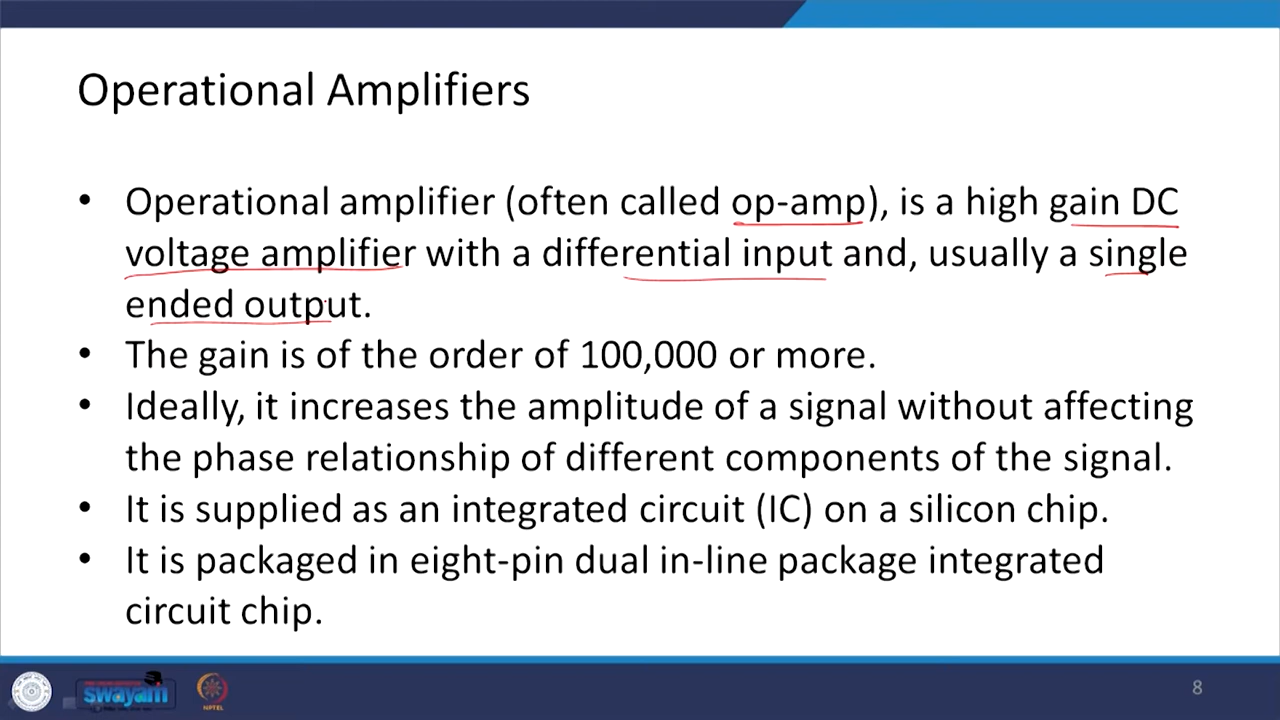 Operational Amplifiers
• Operational amplifier (often called op-amp), is a high gain DC
voltage amplifier with a differential input and, usually a single
ended output.
• The gain is of the order of 100,000 or more.
• Ideally, it increases the amplitude of a signal without affecting
the phase relationship of different components of the signal.
• It is supplied as an integrated circuit (IC) on a silicon chip.
• It is packaged in eight-pin dual in-line package integrated
circuit chip.
swayam
NPTEL
8